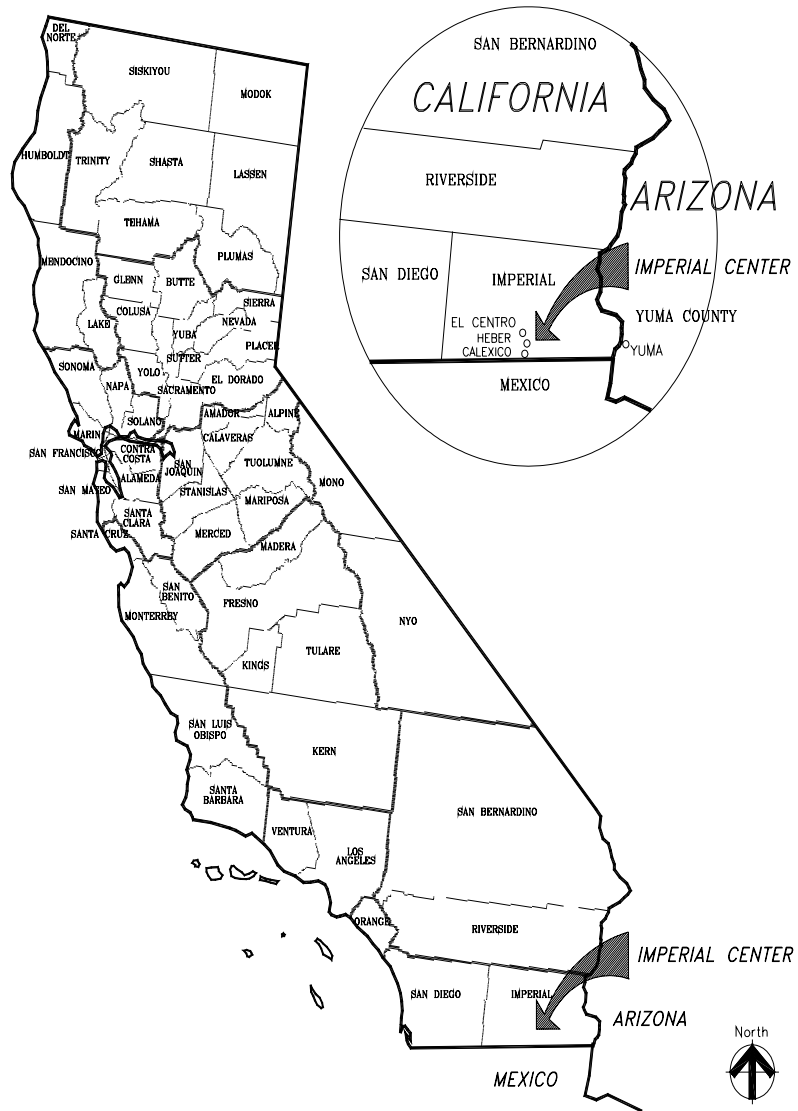 DEL
NORTE
SISKIYOU
MODOK
HUMBOLDT
TRINITY
SHASTA
LASSEN
TEHAMA
PLUMAS
MENDOCINO
GLENN
BUTTE
SIERRA
COLUSA
LAKE
NEVADA
YUBA
PLACER
SUTTER
SONOMA
YOLO
NAPA
EL DORADO
SACRAMENTO
SOLANO
AMADOR
ALPINE
MARIN
CALAVERAS
SAN FRANCISCO
CONTRA
COSTA
SAN
JOAQUIN
TUOLUMNE
ALAMEDA
MONO
SAN MATEO
STANISLAS
MARIPOSA
SANTA
CLARA
SANTA CRUZ
MERCED
MADERA
SAN
BENITO
MONTERREY
FRESNO
NYO
TULARE
KINGS
SAN LUIS
OBISPO
KERN
SANTA
BARBARA
SAN BERNARDINO
VENTURA
LOS
ANGELES
ORANGE
RIVERSIDE
IMPERIAL CENTER
SAN DIEGO
IMPERIAL
ARIZONA
MEXICO
North
SAN BERNARDINO
CALIFORNIA
RIVERSIDE
ARIZONA
SAN DIEGO
IMPERIAL
IMPERIAL CENTER
EL CENTRO
HEBER
CALEXICO
YUMA COUNTY
YUMA
MEXICO